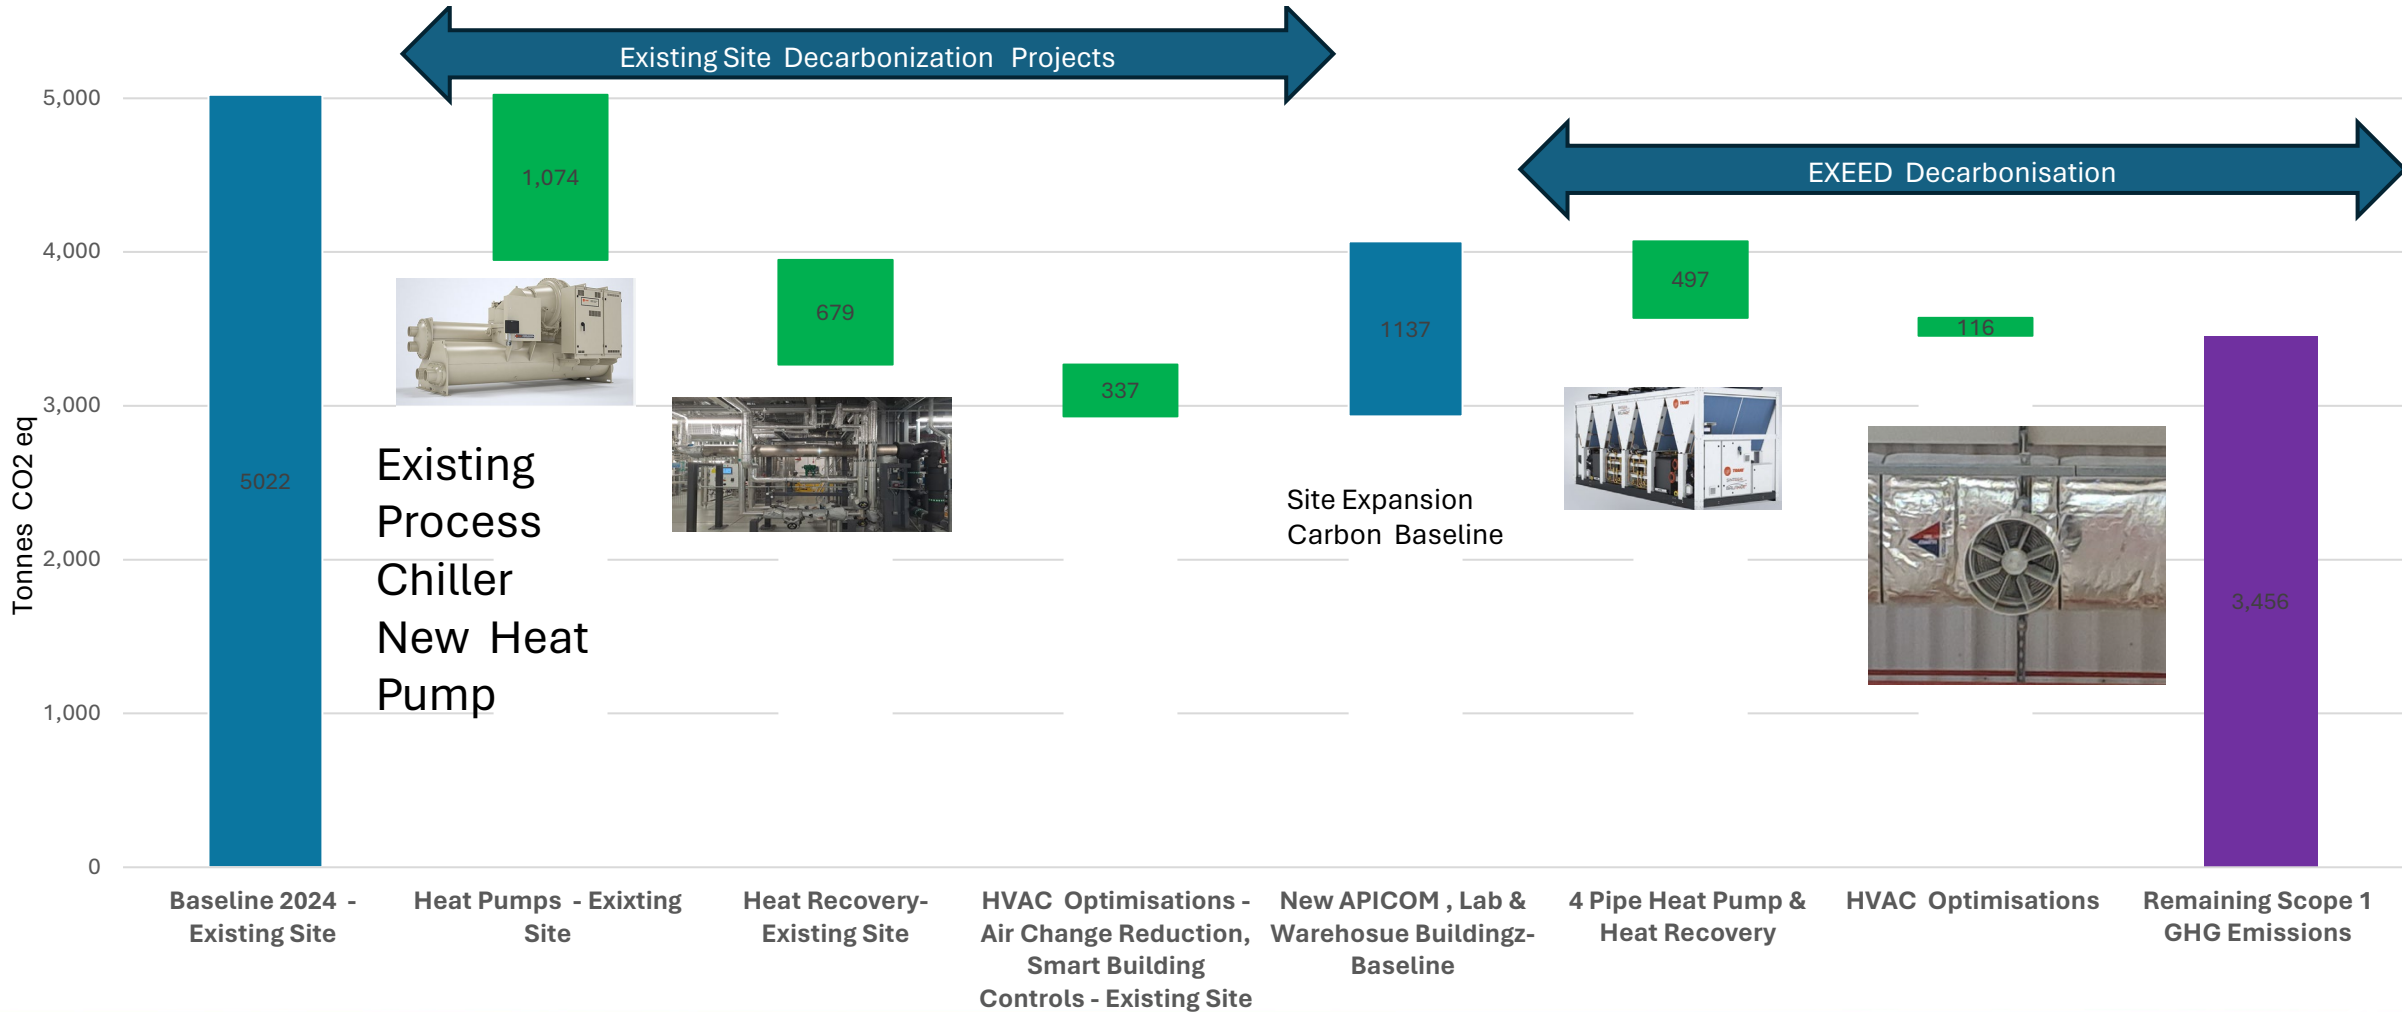 Existing Site Decarbonization Projects
EXEED Decarbonisation
Tonnes CO2 eq
5,000
4,000
3,000
2,000
1,000
0
5022
1,074
679
337
1137
497
116
3,456
Existing
Process
Chiller
New Heat
Pump
Site Expansion
Carbon Baseline
TRANE
Baseline 2024 -
Existing Site
Heat Pumps - Exixting
Site
Heat Recovery-
Existing Site
HVAC Optimisations -
Air Change Reduction,
Smart Building
Controls - Existing Site
New APICOM , Lab &
Warehosue Buildingz-
Baseline
4 Pipe Heat Pump &
Heat Recovery
HVAC Optimisations
Remaining Scope 1
GHG Emissions